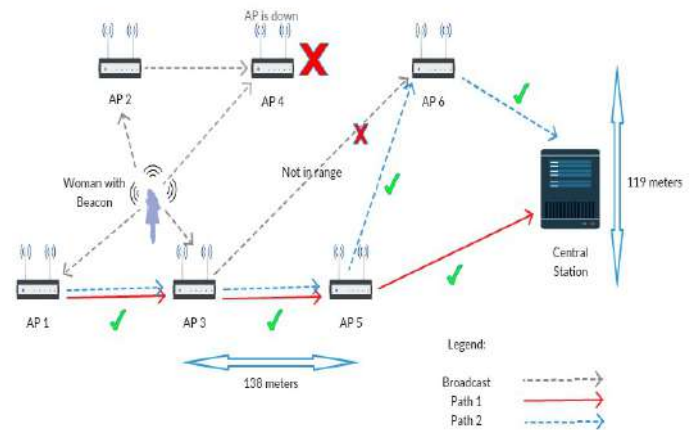 AP is down
AP 2
AP 4
AP 6
Woman with
Beacon
Not in range
119 meters
Central
Station
AP 1
AP 3
AP 5
138 meters
Legend:
Broadcast
Path 1
Path 2